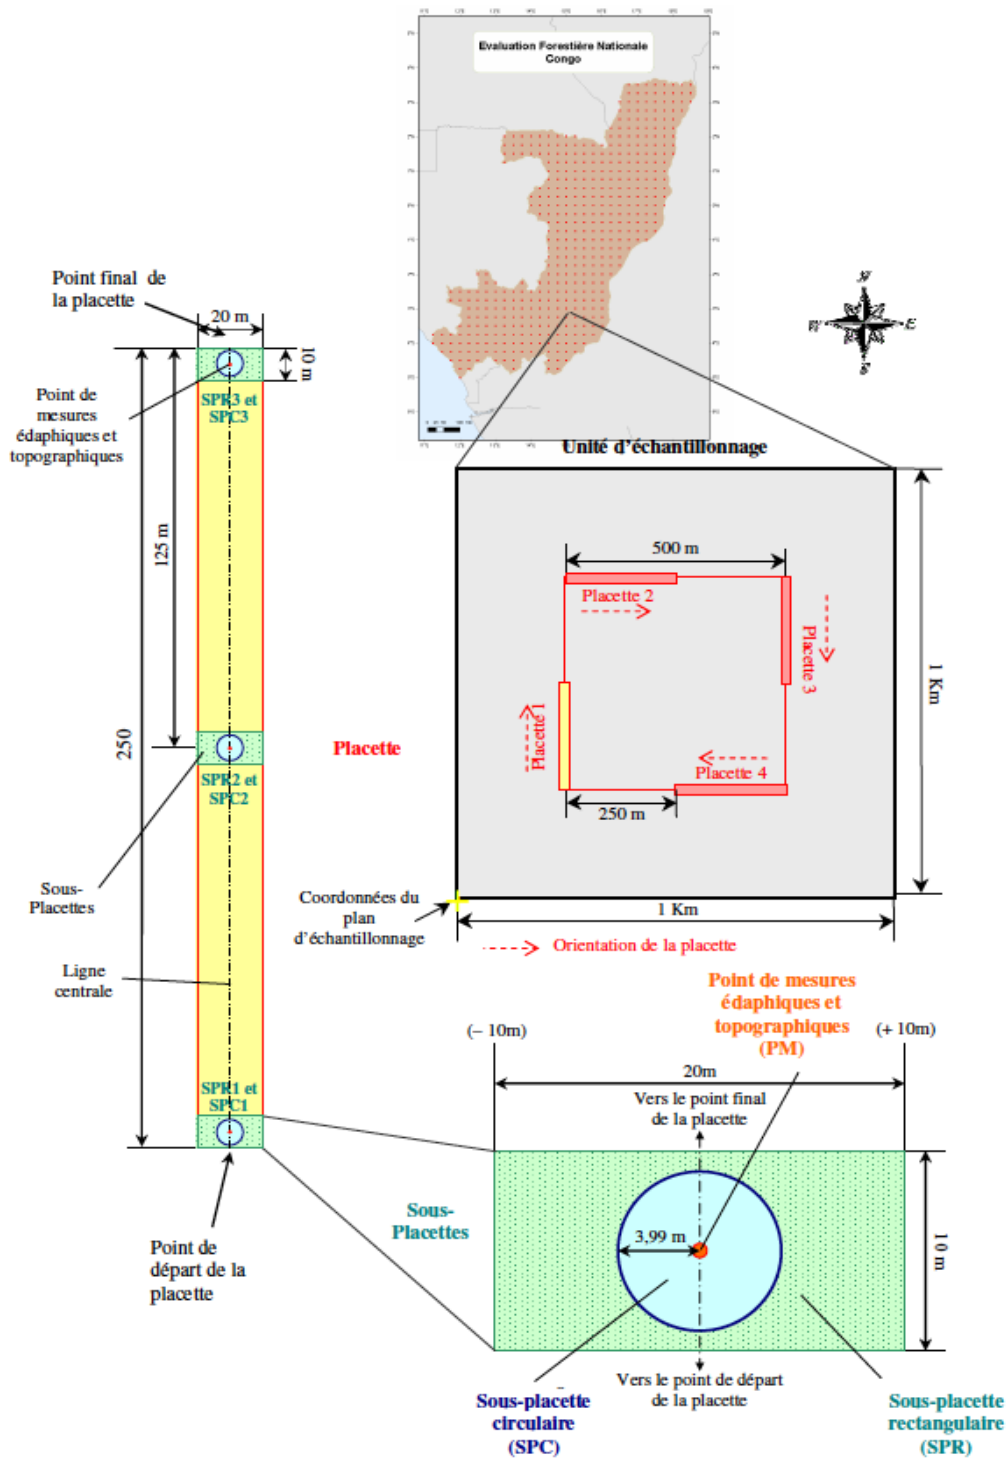 Evaluation Forestière Nationale
Congo
N
W
E
S
Point final de
la placette
20 m
10 m
Point de
mesures
édaphiques et
topographiques
SPR3 et
SPC3
125 m
250
SPR2 et
SPC2
Sous-
Placettes
Ligne
centrale
SPR1 et
SPC1
Point de
départ de la
placette
Unité d'échantillonnage
500 m
Placette 2
Placette 3
Placette 1
Placette 4
250 m
1 Km
1 Km
Placette
Coordonnées du
plan
d'échantillonnage
Orientation de la placette
Point de mesures
édaphiques et
topographiques
(PM)
(– 10m)
(+ 10m)
20m
Vers le point final
de la placette
Sous-
Placettes
3,99 m
10 m
Vers le point de départ
de la placette
Sous-placette
circulaire
(SPC)
Sous-placette
rectangulaire
(SPR)